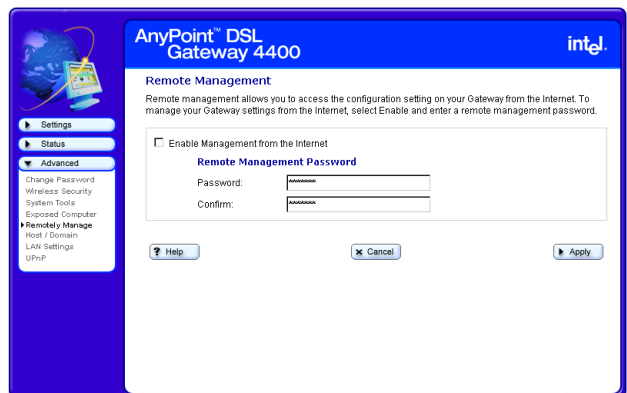 AnyPoint™ DSL
Gateway 4400
intel.
Settings
Status
Advanced
Change Password
Wireless Security
System Tools
Exposed Computer
Remotely Manage
Host / Domain
LAN Settings
UPnP
Remote Management
Remote management allows you to access the configuration setting on your Gateway from the Internet. To
manage your Gateway settings from the Internet, select Enable and enter a remote management password.
Enable Management from the Internet
Remote Management Password
Password: *******
Confirm: *******
? Help
Cancel
Apply